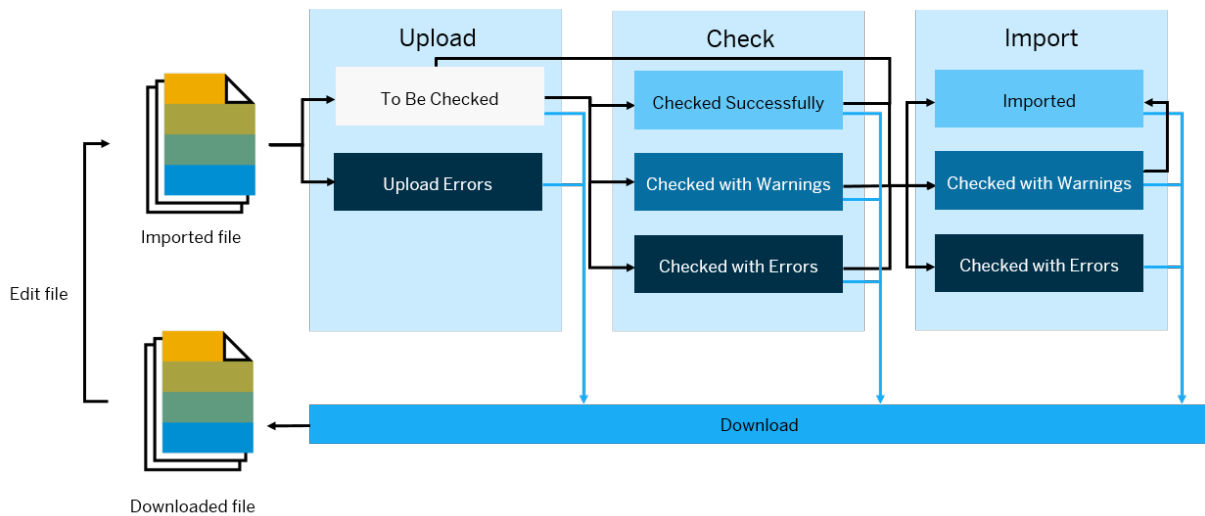 Upload
Check
Import
To Be Checked
Checked Successfully
Imported
Upload Errors
Checked with Warnings
Checked with Warnings
Imported file
Checked with Errors
Checked with Errors
Edit file
Download
Downloaded file